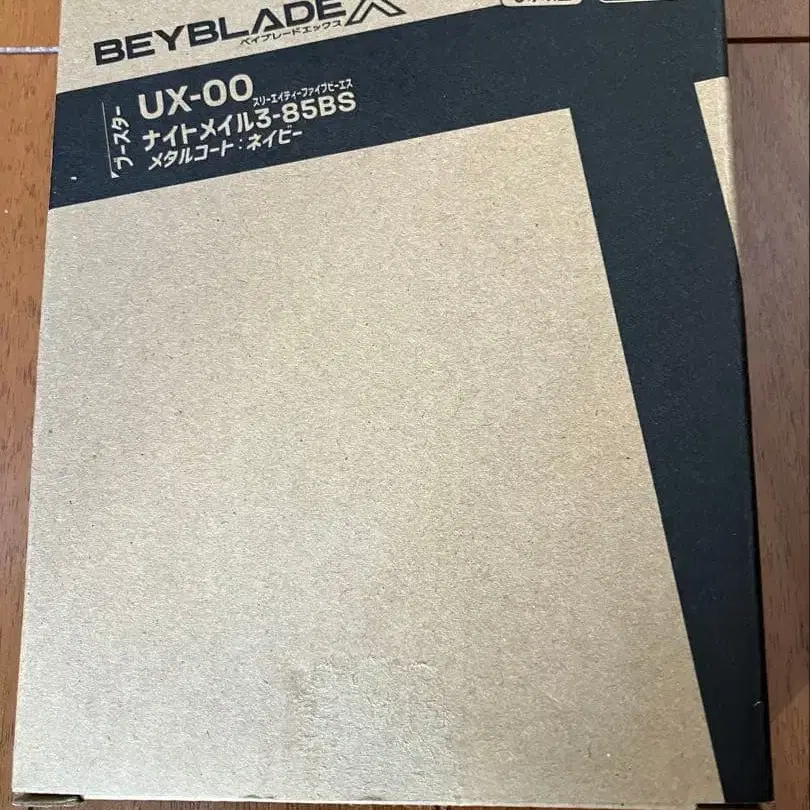 BEYBLADE X
ベイブレードエックス
ブースター
UX-00
スリーエイティーファイブビーエス
ナイトメイル3-85BS
メタルコート:ネイビー